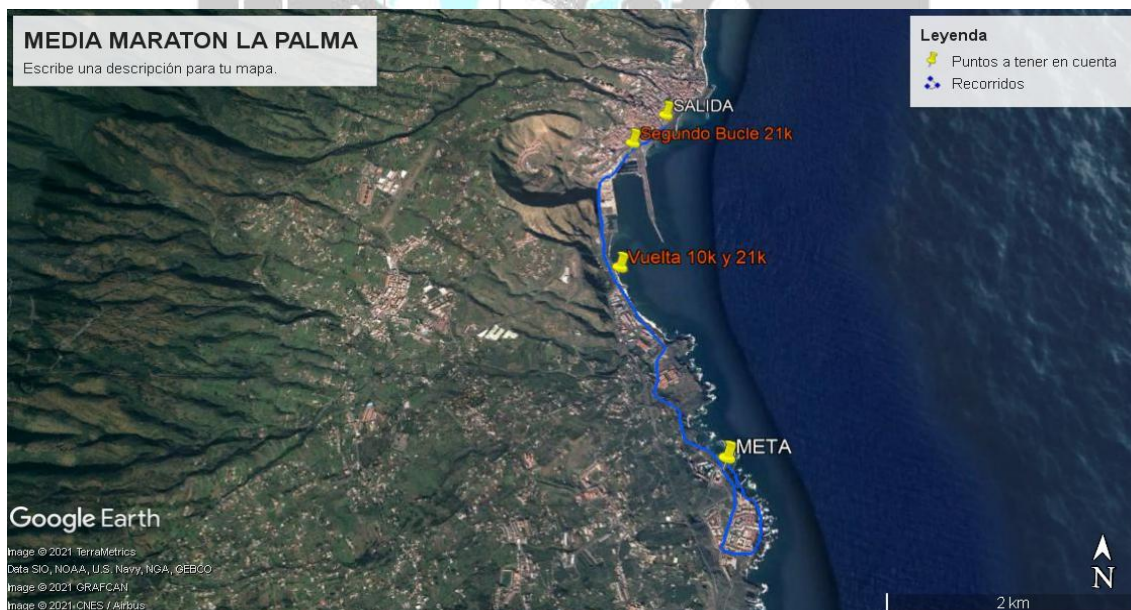 MEDIA MARATON LA PALMA
Escribe una descripción para tu mapa.
Leyenda
Puntos a tener en cuenta
Recorridos
SALIDA
Segundo Bucle 21k
Vuelta 10k y 21k
META
Google Earth
Image © 2021 TerraMetrics
Data SIO, NOAA, U.S. Navy, NGA, GEBCO
Image © 2021 GRAFCAN
Image © 2021 CNES / Airbus
N
2 km